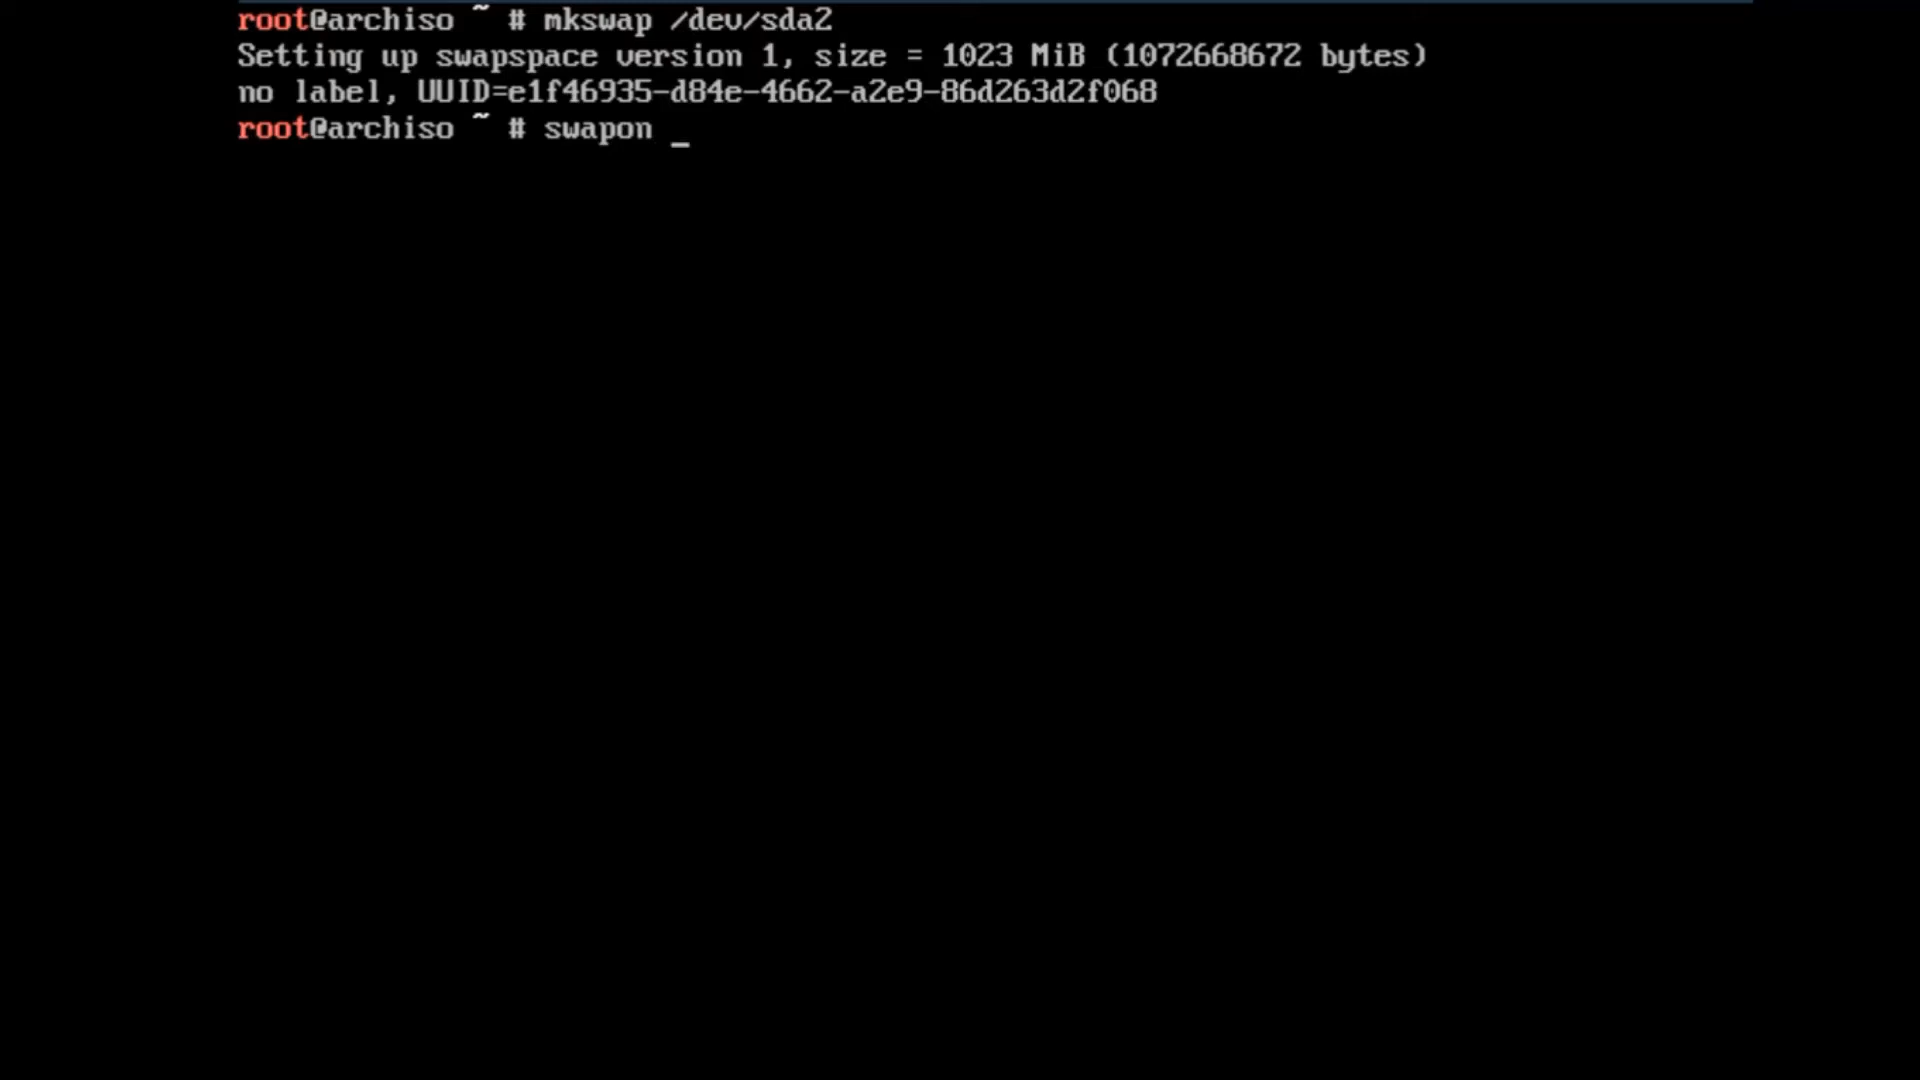 root@archiso ~ # mkswap /dev/sda2
Setting up swapspace version 1, size = 1023 MiB (1072668672 bytes)
no label, UUID=e1f46935-d84e-4662-a2e9-86d263d2f068
root@archiso ~ # swapon _